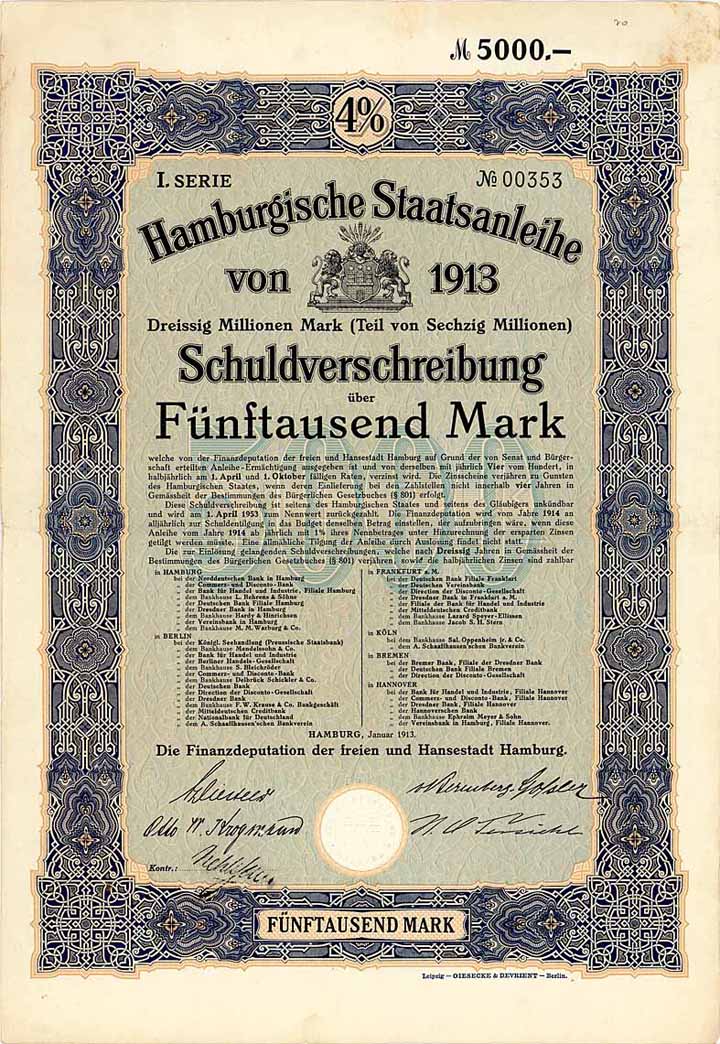 ℳ 5000.—
4%
I. SERIE
№ 00353
Hamburgische Staatsanleihe
von 1913
Dreissig Millionen Mark (Teil von Sechzig Millionen)
Schuldverschreibung
über
Fünftausend Mark
welche von der Finanzdeputation der freien und Hansestadt Hamburg auf Grund der von Senat und Bürger-
schaft erteilten Anleihe-Ermächtigung ausgegeben ist und von derselben mit jährlich Vier vom Hundert, in
halbjährlich am 1. April und 1. Oktober fälligen Raten, verzinst wird. Die Zinsscheine verjähren zu Gunsten
des Hamburgischen Staates, wenn deren Einlieferung bei den Zahlstellen nicht innerhalb vier Jahren in
Gemässheit der Bestimmungen des Bürgerlichen Gesetzbuches (§ 801) erfolgt.
Diese Schuldverschreibung ist seitens des Hamburgischen Staates und seitens des Gläubigers unkündbar
und wird am 1. April 1953 zum Nennwert zurückgezahlt. Die Finanzdeputation wird vom Jahre 1914 an
alljährlich zur Schuldentilgung in das Budget denselben Betrag einstellen, der aufzubringen wäre, wenn diese
Anleihe vom Jahre 1914 an jährlich mit 1% ihres Nennbetrages unter Hinzurechnung der ersparten Zinsen
getilgt werden müsste. Eine allmähliche Tilgung der Anleihe durch Auslosung findet nicht statt.
Die zur Einlösung gelangenden Schuldverschreibungen, welche nach Dreissig Jahren in Gemässheit der
Bestimmungen des Bürgerlichen Gesetzbuches (§ 801) verjähren, sowie die halbjährlichen Zinsen sind zahlbar
in HAMBURG
bei der Norddeutschen Bank in Hamburg
„ der Commerz- und Disconto-Bank
„ der Bank für Handel und Industrie, Filiale Hamburg
„ dem Bankhause L. Behrens & Söhne
„ der Deutschen Bank Filiale Hamburg
„ der Dresdner Bank in Hamburg
„ dem Bankhause Hardy & Hinrichsen
„ der Vereinsbank in Hamburg
„ dem Bankhause M. M. Warburg & Co.
in BERLIN
bei der Königl. Seehandlung (Preussische Staatsbank)
„ dem Bankhause Mendelssohn & Co.
„ der Bank für Handel und Industrie
„ der Berliner Handels-Gesellschaft
„ dem Bankhause S. Bleichröder
„ der Commerz- und Disconto-Bank
„ dem Bankhause Delbrück Schickler & Co.
„ der Deutschen Bank
„ der Direction der Disconto-Gesellschaft
„ der Dresdner Bank
„ dem Bankhause F. W. Krause & Co. Bankgeschäft
„ der Mitteldeutschen Creditbank
„ der Nationalbank für Deutschland
„ dem A. Schaaffhausen'schen Bankverein
in FRANKFURT a. M.
bei der Deutschen Bank Filiale Frankfurt
„ der Deutschen Vereinsbank
„ der Direction der Disconto-Gesellschaft
„ der Dresdner Bank in Frankfurt a. M.
„ der Filiale der Bank für Handel und Industrie
„ der Mitteldeutschen Creditbank
„ dem Bankhause Lazard Speyer-Ellissen
„ dem Bankhause Jacob S. H. Stern
in KÖLN
bei dem Bankhause Sal. Oppenheim jr. & Co.
„ dem A. Schaaffhausen'schen Bankverein
in BREMEN
bei der Bremer Bank, Filiale der Dresdner Bank
„ der Deutschen Bank Filiale Bremen
„ der Direction der Disconto-Gesellschaft
in HANNOVER
bei der Bank für Handel und Industrie, Filiale Hannover
„ der Commerz- und Disconto-Bank, Filiale Hannover
„ der Dresdner Bank, Filiale Hannover
„ der Hannoverschen Bank
„ dem Bankhause Ephraim Meyer & Sohn
„ der Vereinsbank in Hamburg, Filiale Hannover.
HAMBURG, Januar 1913.
Die Finanzdeputation der freien und Hansestadt Hamburg.
v. Berenberg-Gossler
Otto W. Krogmann
Kontr.:
FÜNFTAUSEND MARK
Leipzig — GIESECKE & DEVRIENT — Berlin.